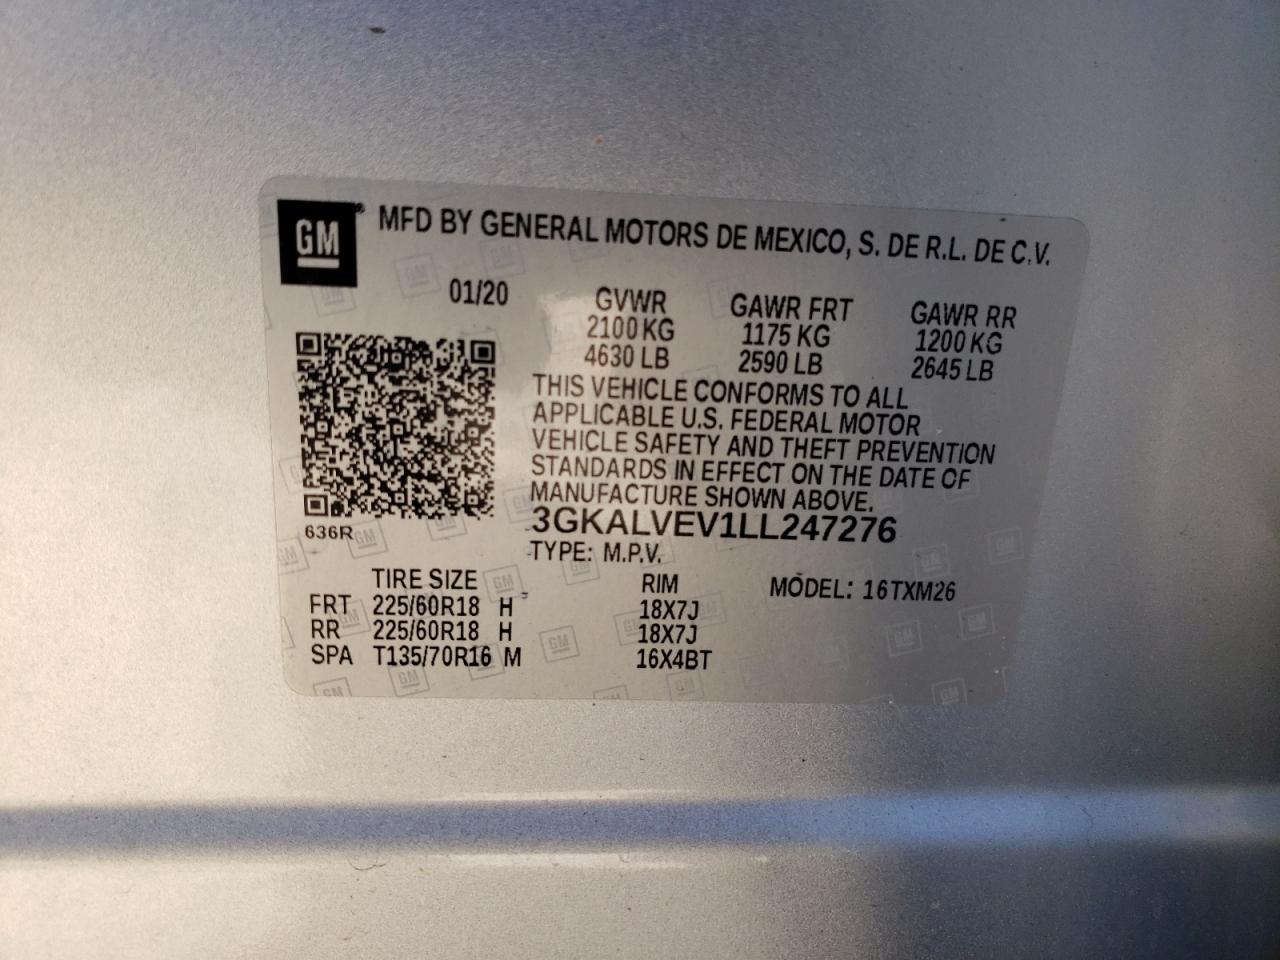 GM® MFD BY GENERAL MOTORS DE MEXICO, S. DE R.L. DE C.V.
01/20 GVWR GAWR FRT GAWR RR
2100 KG 1175 KG 1200 KG
4630 LB 2590 LB 2645 LB
THIS VEHICLE CONFORMS TO ALL
APPLICABLE U.S. FEDERAL MOTOR
VEHICLE SAFETY AND THEFT PREVENTION
STANDARDS IN EFFECT ON THE DATE OF
MANUFACTURE SHOWN ABOVE.
636R 3GKALVEV1LL247276
TYPE: M.P.V.
TIRE SIZE RIM MODEL: 16TXM26
FRT 225/60R18 H 18X7J
RR 225/60R18 H 18X7J
SPA T135/70R16 M 16X4BT